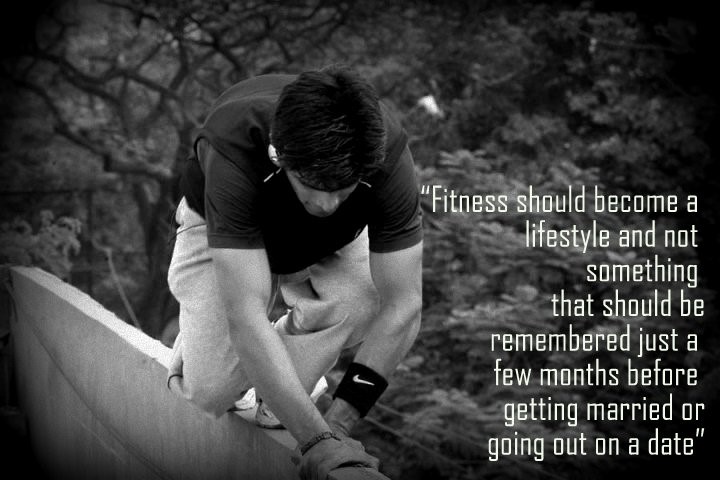 “Fitness should become a
lifestyle and not
something
that should be
remembered just a
few months before
getting married or
going out on a date”